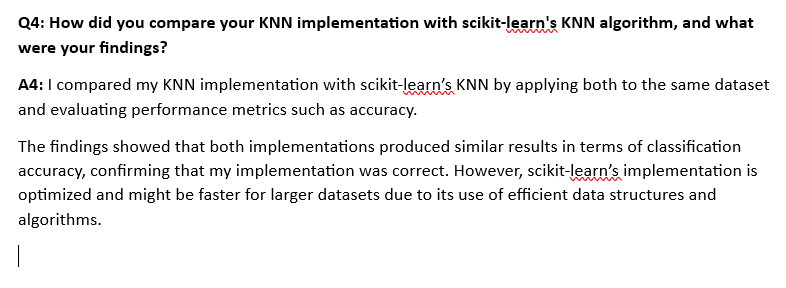 Q4: How did you compare your KNN implementation with scikit-learn's KNN algorithm, and what
were your findings?
A4: I compared my KNN implementation with scikit-learn’s KNN by applying both to the same dataset
and evaluating performance metrics such as accuracy.
The findings showed that both implementations produced similar results in terms of classification
accuracy, confirming that my implementation was correct. However, scikit-learn’s implementation is
optimized and might be faster for larger datasets due to its use of efficient data structures and
algorithms.